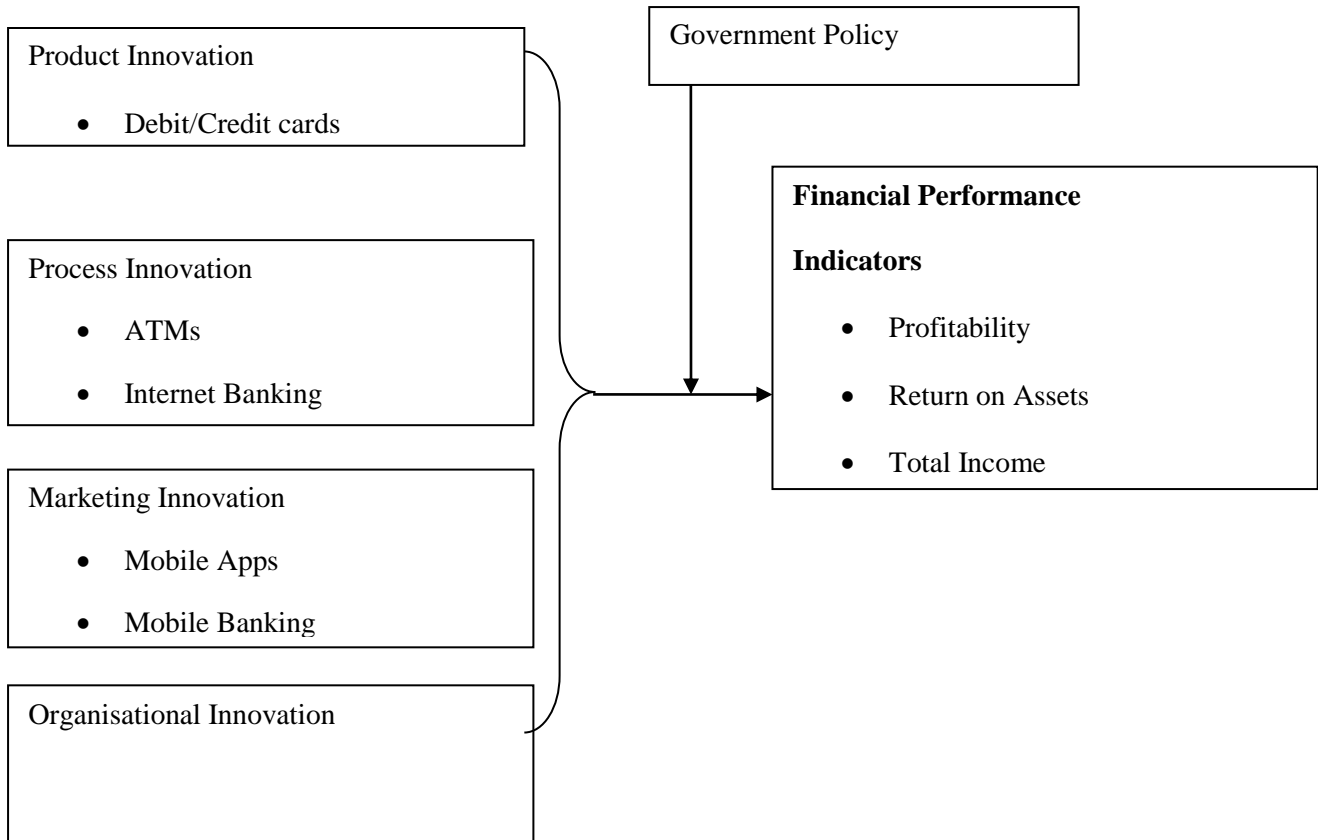 Product Innovation
• Debit/Credit cards
Process Innovation
• ATMs
• Internet Banking
Marketing Innovation
• Mobile Apps
• Mobile Banking
Organisational Innovation
Government Policy
Financial Performance
Indicators
• Profitability
• Return on Assets
• Total Income